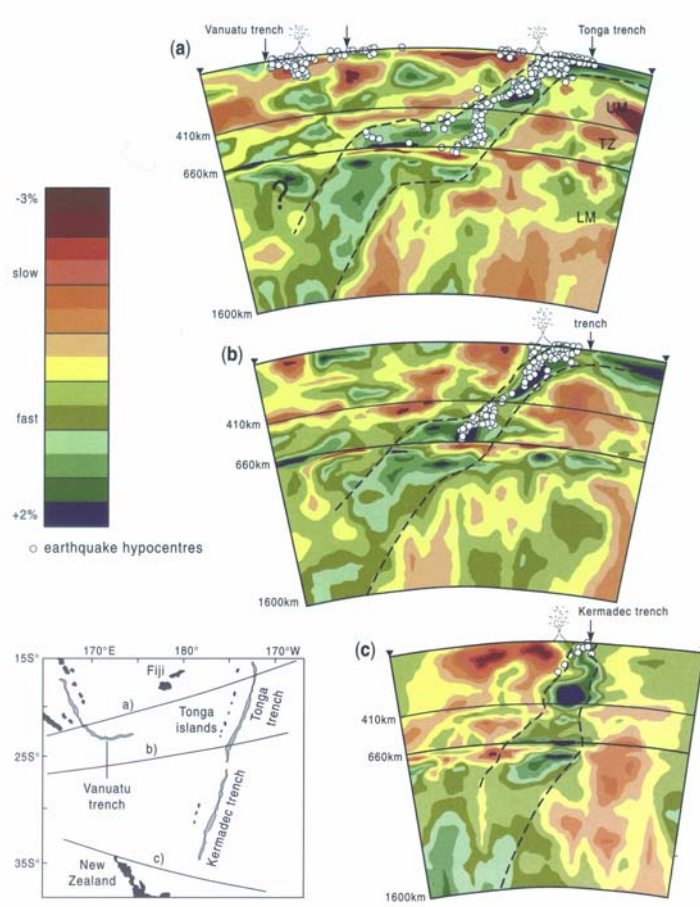 Vanuatu trench
Tonga trench
(a)
UM
410km
TZ
660km
?
LM
1600km
-3%
slow
fast
+2%
earthquake hypocentres
(b)
trench
410km
660km
1600km
Kermadec trench
(c)
410km
660km
1600km
170°E
180°
170°W
15S°
Fiji
a)
Tonga
islands
Tonga
trench
25S°
b)
Vanuatu
trench
Kermadec trench
35S°
c)
New
Zealand